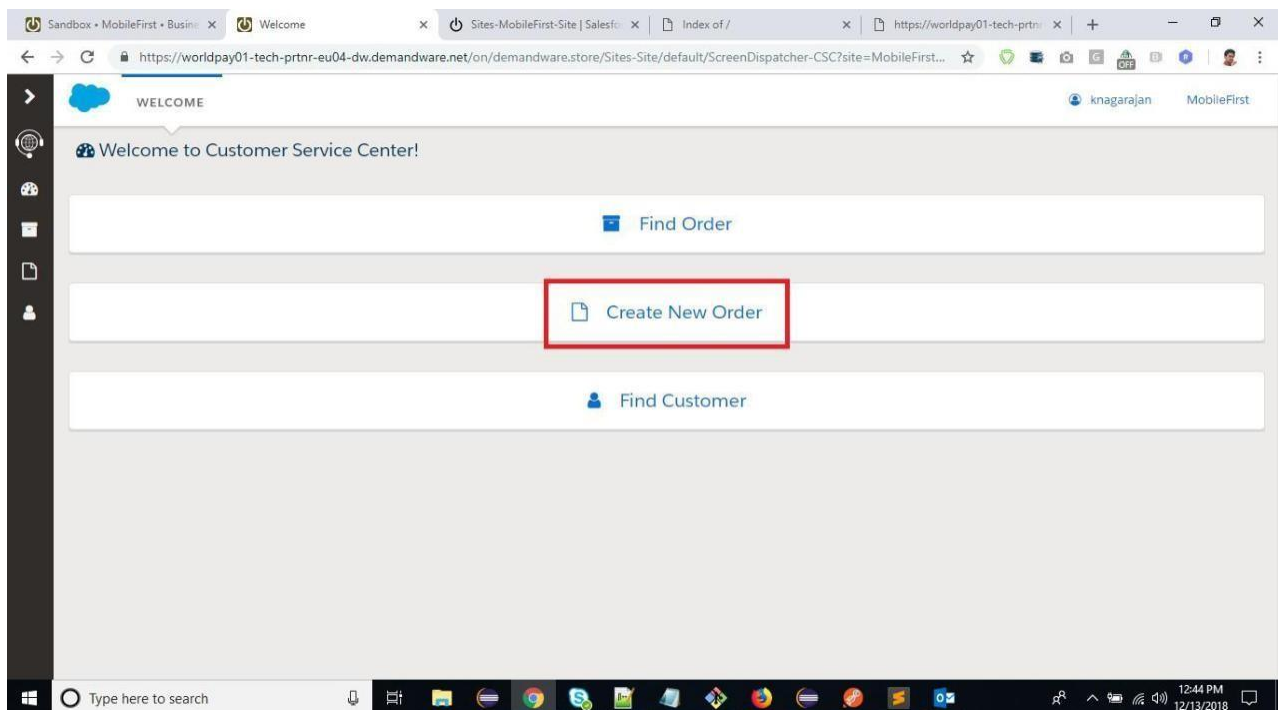 Sandbox • MobileFirst • Busine
Welcome
Sites-MobileFirst-Site | Salesfo
Index of /
https://worldpay01-tech-prtnr
https://worldpay01-tech-prtnr-eu04-dw.demandware.net/on/demandware.store/Sites-Site/default/ScreenDispatcher-CSC?site=MobileFirst...
OFF
WELCOME
knagarajan
MobileFirst
Welcome to Customer Service Center!
Find Order
Create New Order
Find Customer
Type here to search
12:44 PM
12/13/2018